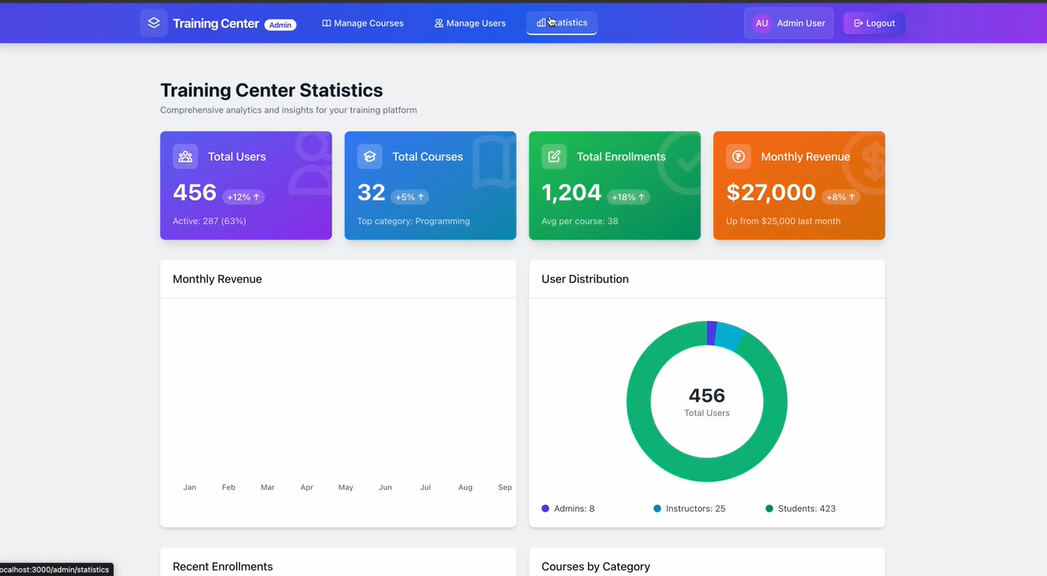 Training Center Admin
Manage Courses
Manage Users
Statistics
AU Admin User
Logout
Training Center Statistics
Comprehensive analytics and insights for your training platform
Total Users
456 +12% ↑
Active: 287 (63%)
Total Courses
32 +5% ↑
Top category: Programming
Total Enrollments
1,204 +18% ↑
Avg per course: 38
Monthly Revenue
$27,000 +8% ↑
Up from $25,000 last month
Monthly Revenue
Jan Feb Mar Apr May Jun Jul Aug Sep
User Distribution
456
Total Users
Admins: 8 Instructors: 25 Students: 423
Recent Enrollments
Courses by Category
ocalhost:3000/admin/statistics